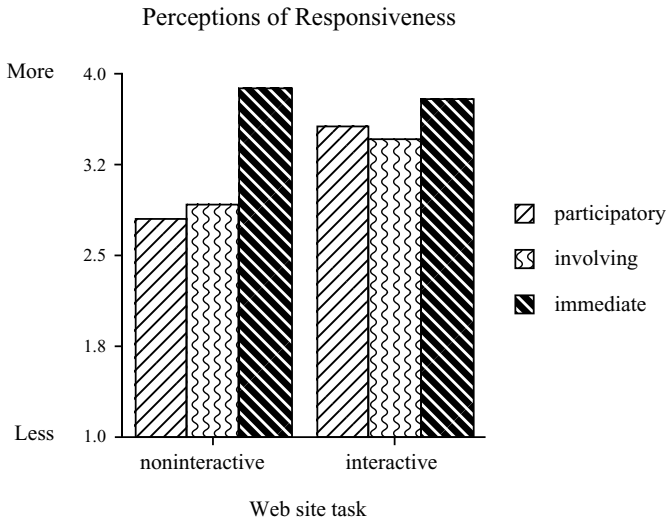 Perceptions of Responsiveness
More
4.0
3.2
2.5
1.8
Less
1.0
noninteractive
interactive
Web site task
participatory
involving
immediate